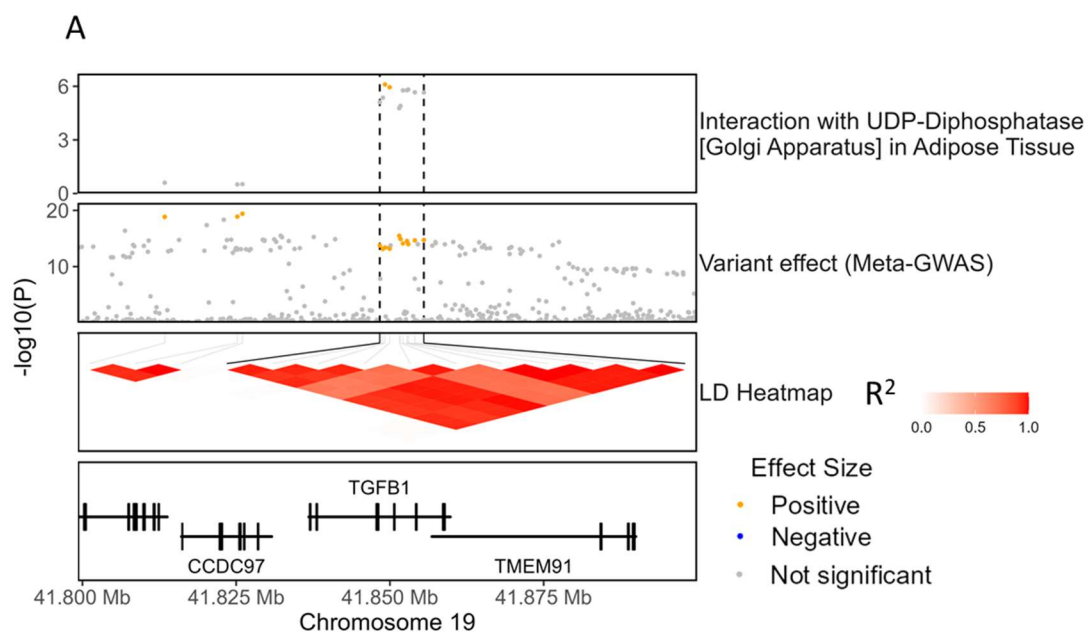 A
6
3
0
Interaction with UDP-Diphosphatase
[Golgi Apparatus] in Adipose Tissue
20
10
Variant effect (Meta-GWAS)
-log10(P)
LD Heatmap
R²
0.0 0.5 1.0
Effect Size
Positive
Negative
Not significant
TGFB1
CCDC97
TMEM91
41.800 Mb 41.825 Mb 41.850 Mb 41.875 Mb
Chromosome 19